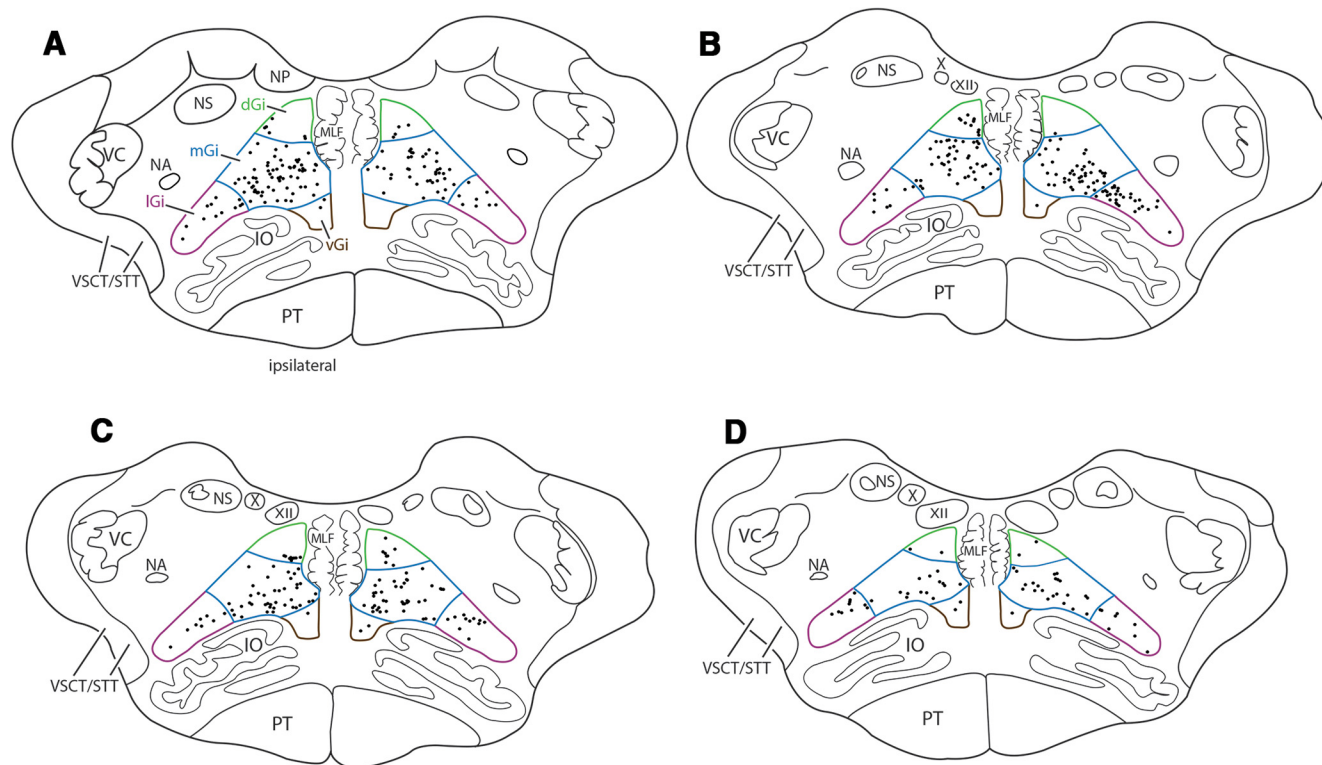 A
NP
NS
dGi
MLF
mGi
VC
NA
lGi
IO
vGi
VSCT/STT
PT
ipsilateral
B
NS
X
XII
MLF
VC
NA
IO
VSCT/STT
PT
C
NS
X
XII
MLF
VC
NA
IO
VSCT/STT
PT
D
NS
X
XII
MLF
VC
NA
IO
VSCT/STT
PT